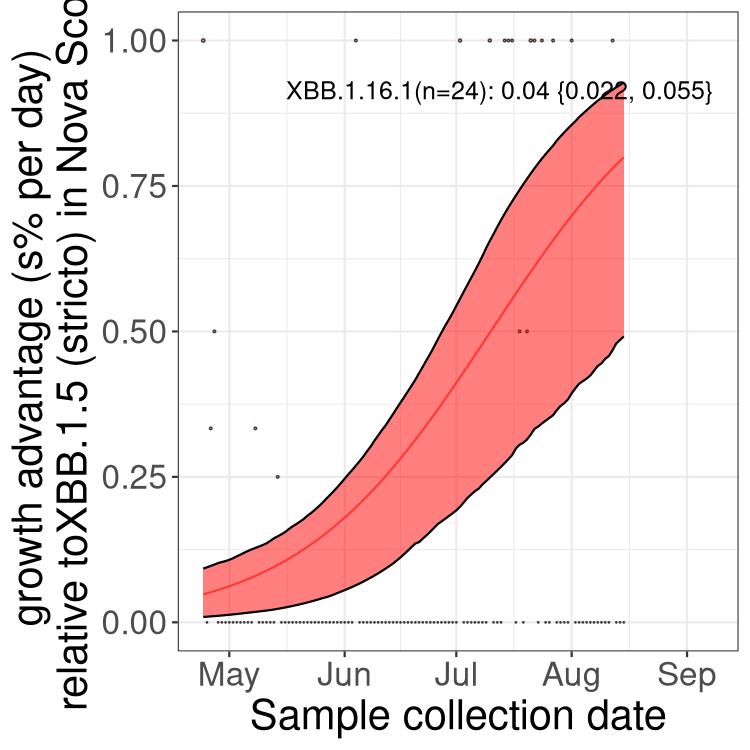 growth advantage (s% per day)
relative toXBB.1.5 (stricto) in Nova Sco
1.00
0.75
0.50
0.25
0.00
XBB.1.16.1(n=24): 0.04 {0.022, 0.055}
May Jun Jul Aug Sep
Sample collection date